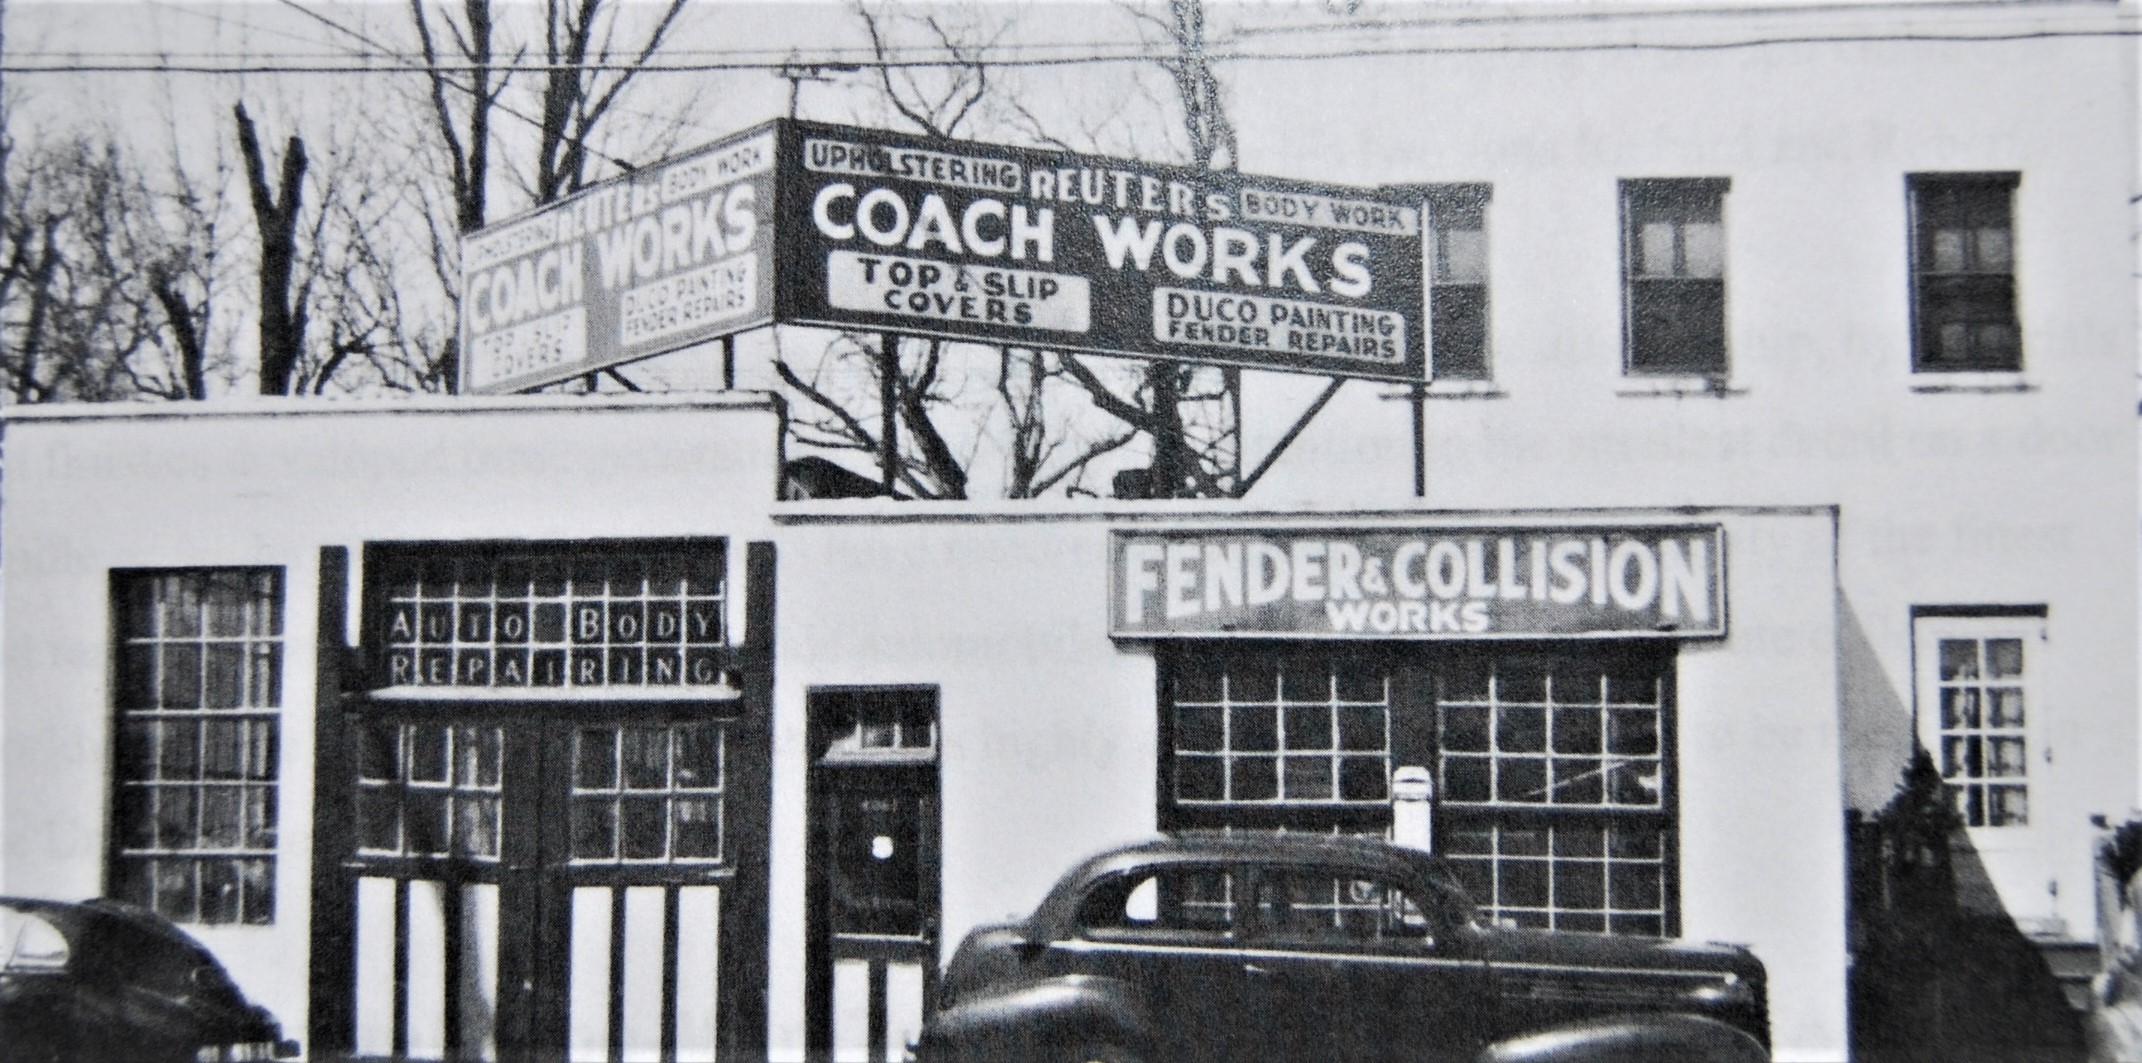 UPHOLSTERING REUTER'S BODY WORK
COACH WORKS
TOP & SLIP
COVERS
DUCO PAINTING
FENDER REPAIRS
UPHOLSTERING REUTER'S BODY WORK
COACH WORKS
TOP & SLIP
COVERS
DUCO PAINTING
FENDER REPAIRS
AUTO BODY
REPAIRING
FENDER & COLLISION
WORKS